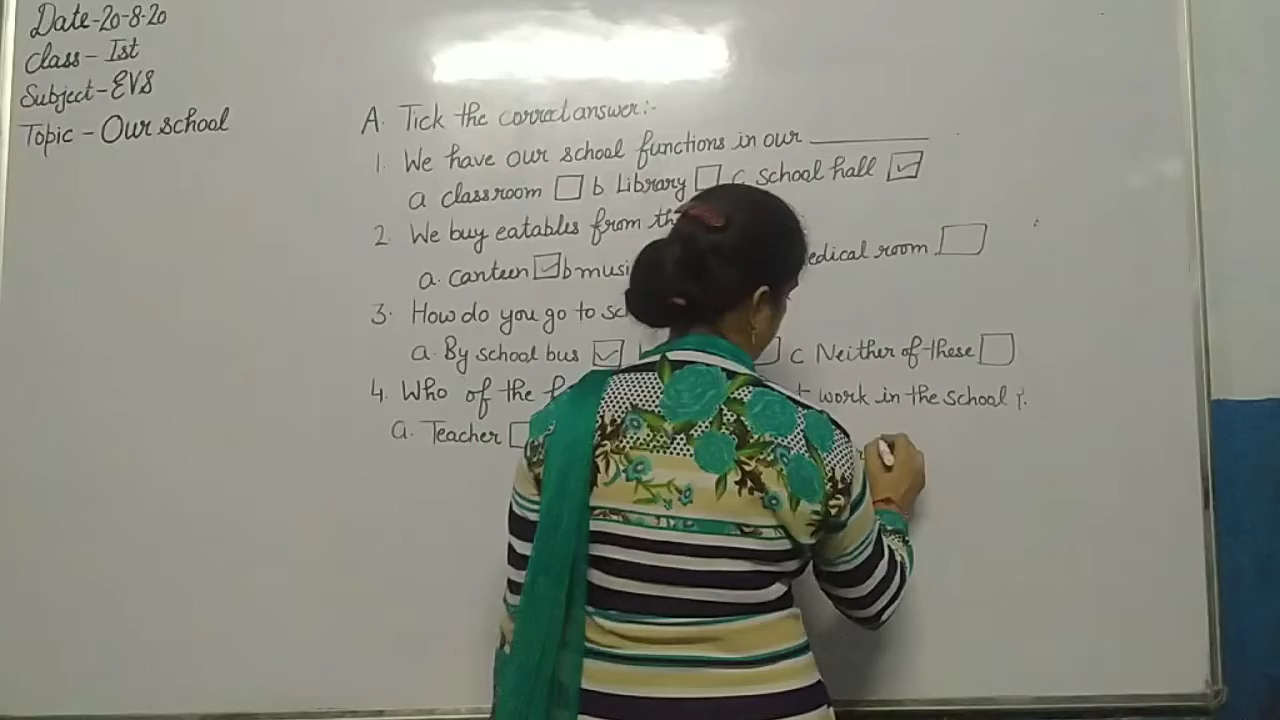 Date-20-8-20
Class- Ist
Subject-EVS
Topic - Our school
A. Tick the correct answer:-
1. We have our school functions in our ________
a classroom b Library c School hall
2. We buy eatables from
a. canteen b room
3. How do you go to
a. By school bus c Neither of these
4. Who of the work in the school ?
a. Teacher